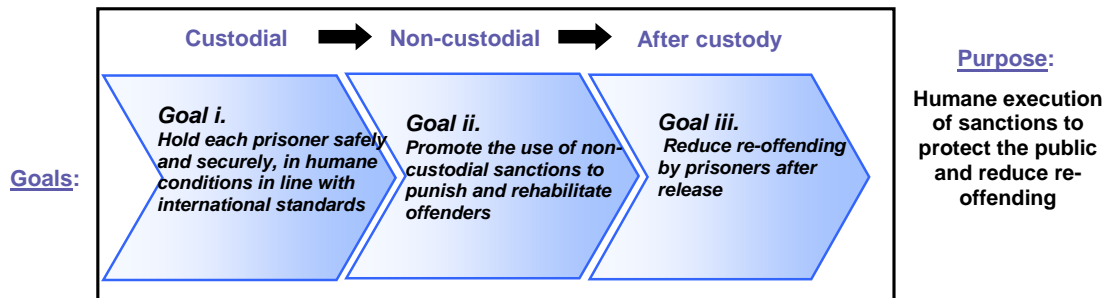 Custodial Non-custodial After custody
Goals:
Goal i.
Hold each prisoner safely
and securely, in humane
conditions in line with
international standards
Goal ii.
Promote the use of non-
custodial sanctions to
punish and rehabilitate
offenders
Goal iii.
Reduce re-offending
by prisoners after
release
Purpose:
Humane execution
of sanctions to
protect the public
and reduce re-
offending